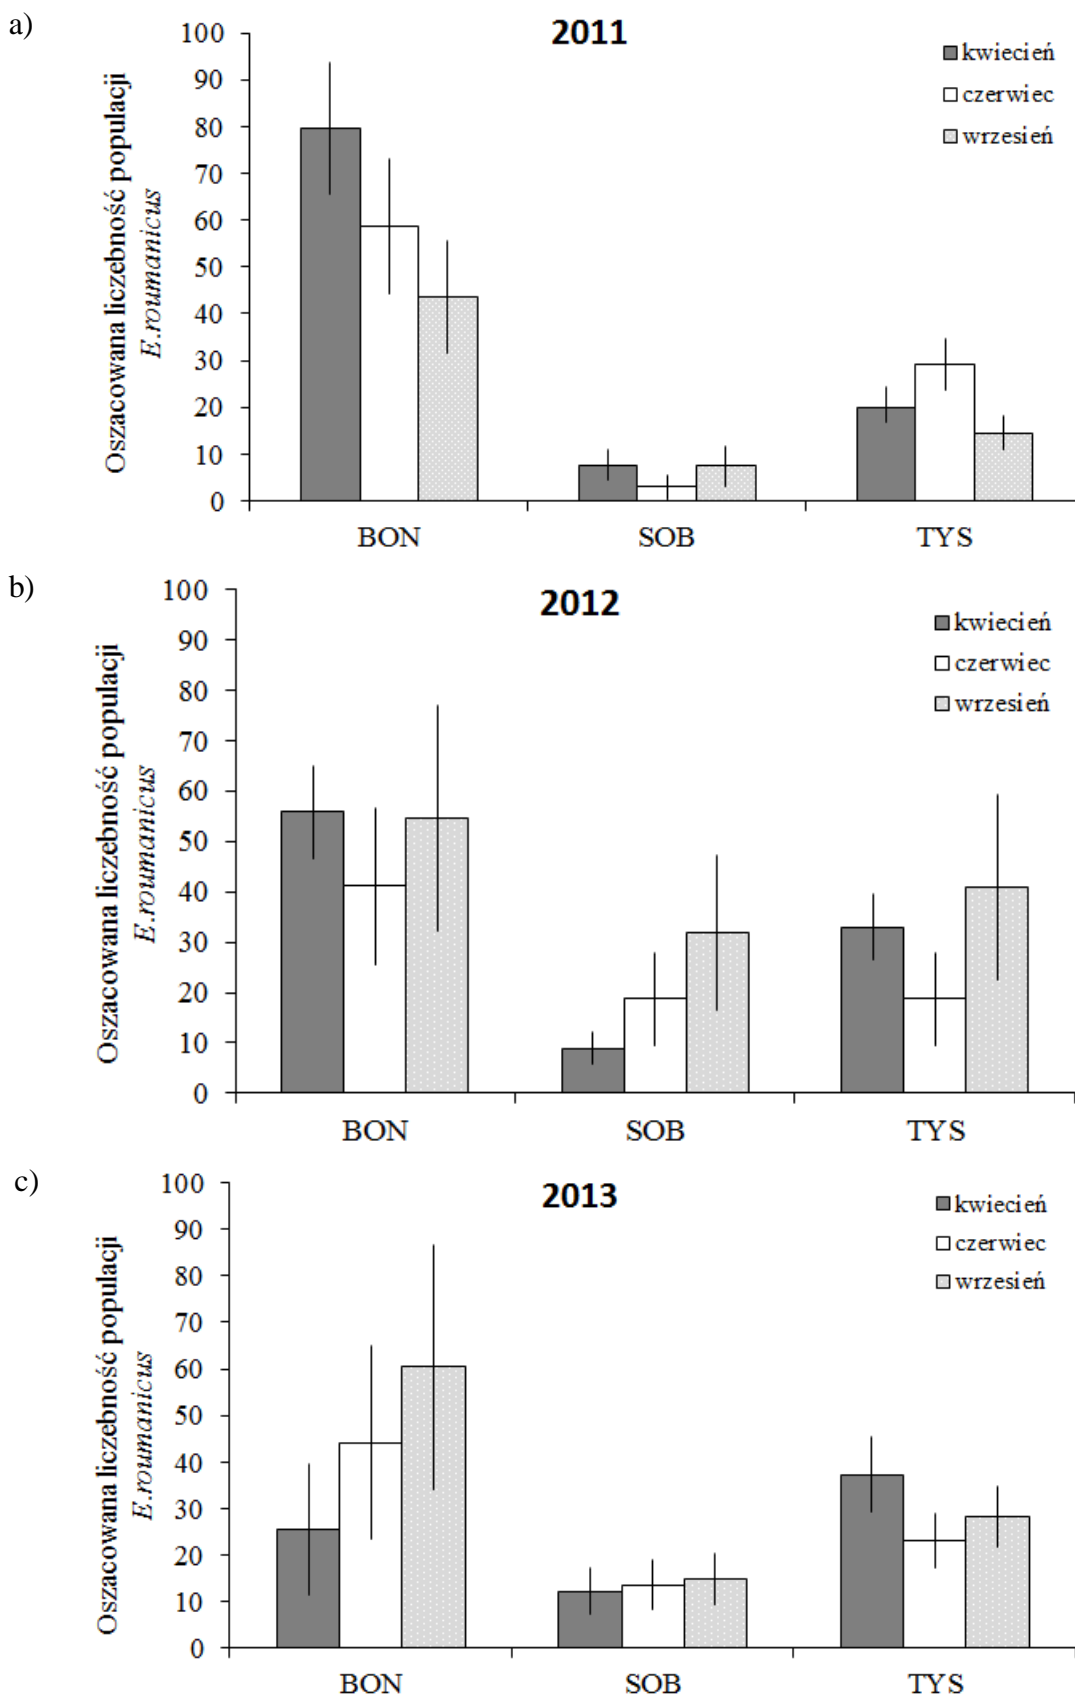 a)
2011
100
90
80
70
60
50
40
30
20
10
0
Oszacowana liczebność populacji
E.roumanicus
kwiecień
czerwiec
wrzesień
BON SOB TYS
b)
2012
100
90
80
70
60
50
40
30
20
10
0
Oszacowana liczebność populacji
E.roumanicus
kwiecień
czerwiec
wrzesień
BON SOB TYS
c)
2013
100
90
80
70
60
50
40
30
20
10
0
Oszacowana liczebność populacji
E.roumanicus
kwiecień
czerwiec
wrzesień
BON SOB TYS